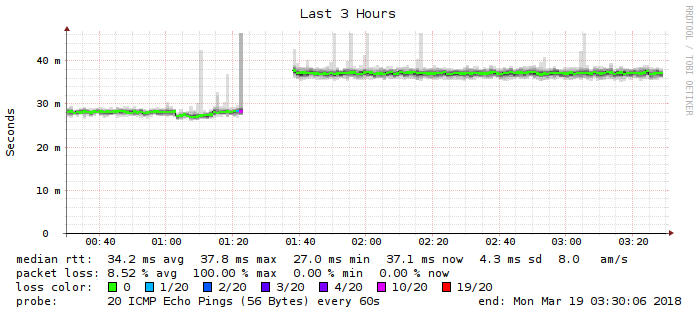 Last 3 Hours
RRDTOOL / TOBI OETIKER
Seconds
40 m
30 m
20 m
10 m
0
00:40 01:00 01:20 01:40 02:00 02:20 02:40 03:00 03:20
median rtt: 34.2 ms avg 37.8 ms max 27.0 ms min 37.1 ms now 4.3 ms sd 8.0 am/s
packet loss: 8.52 % avg 100.00 % max 0.00 % min 0.00 % now
loss color: 0 1/20 2/20 3/20 4/20 10/20 19/20
probe: 20 ICMP Echo Pings (56 Bytes) every 60s end: Mon Mar 19 03:30:06 2018